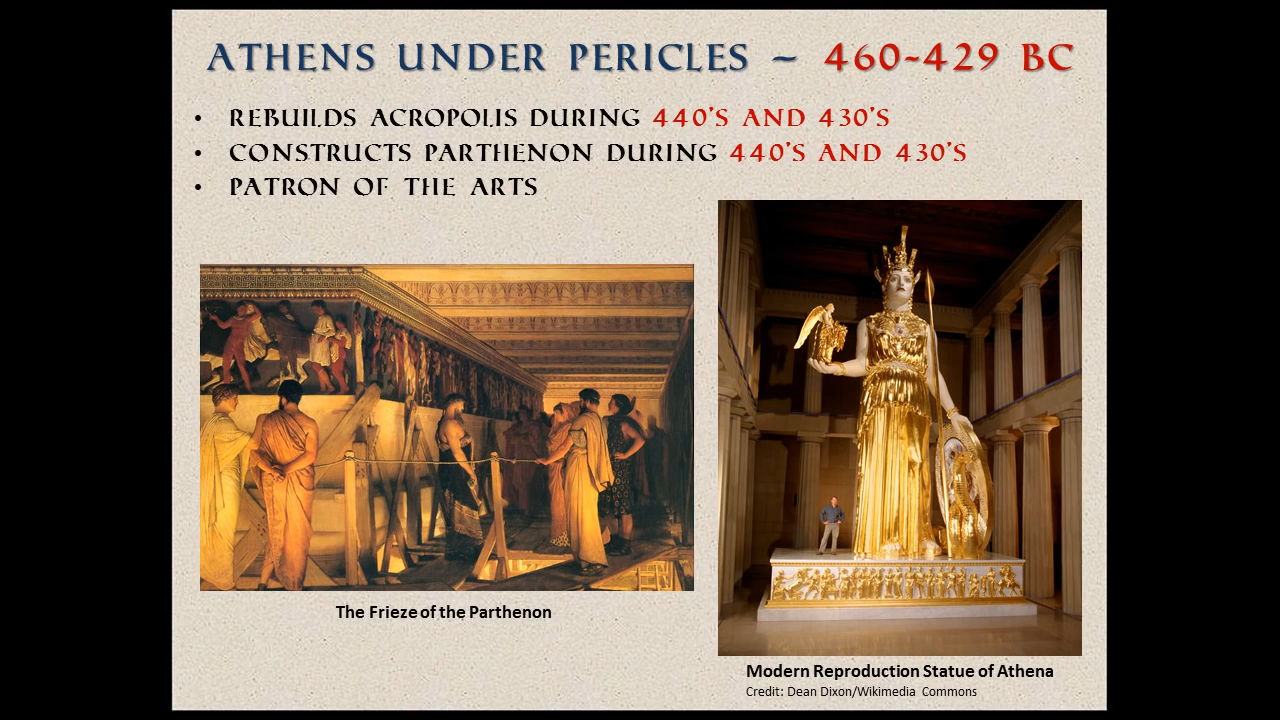 ATHENS UNDER PERICLES – 460-429 BC
• REBUILDS ACROPOLIS DURING 440'S AND 430'S
• CONSTRUCTS PARTHENON DURING 440'S AND 430'S
• PATRON OF THE ARTS
The Frieze of the Parthenon
Modern Reproduction Statue of Athena
Credit: Dean Dixon/Wikimedia Commons